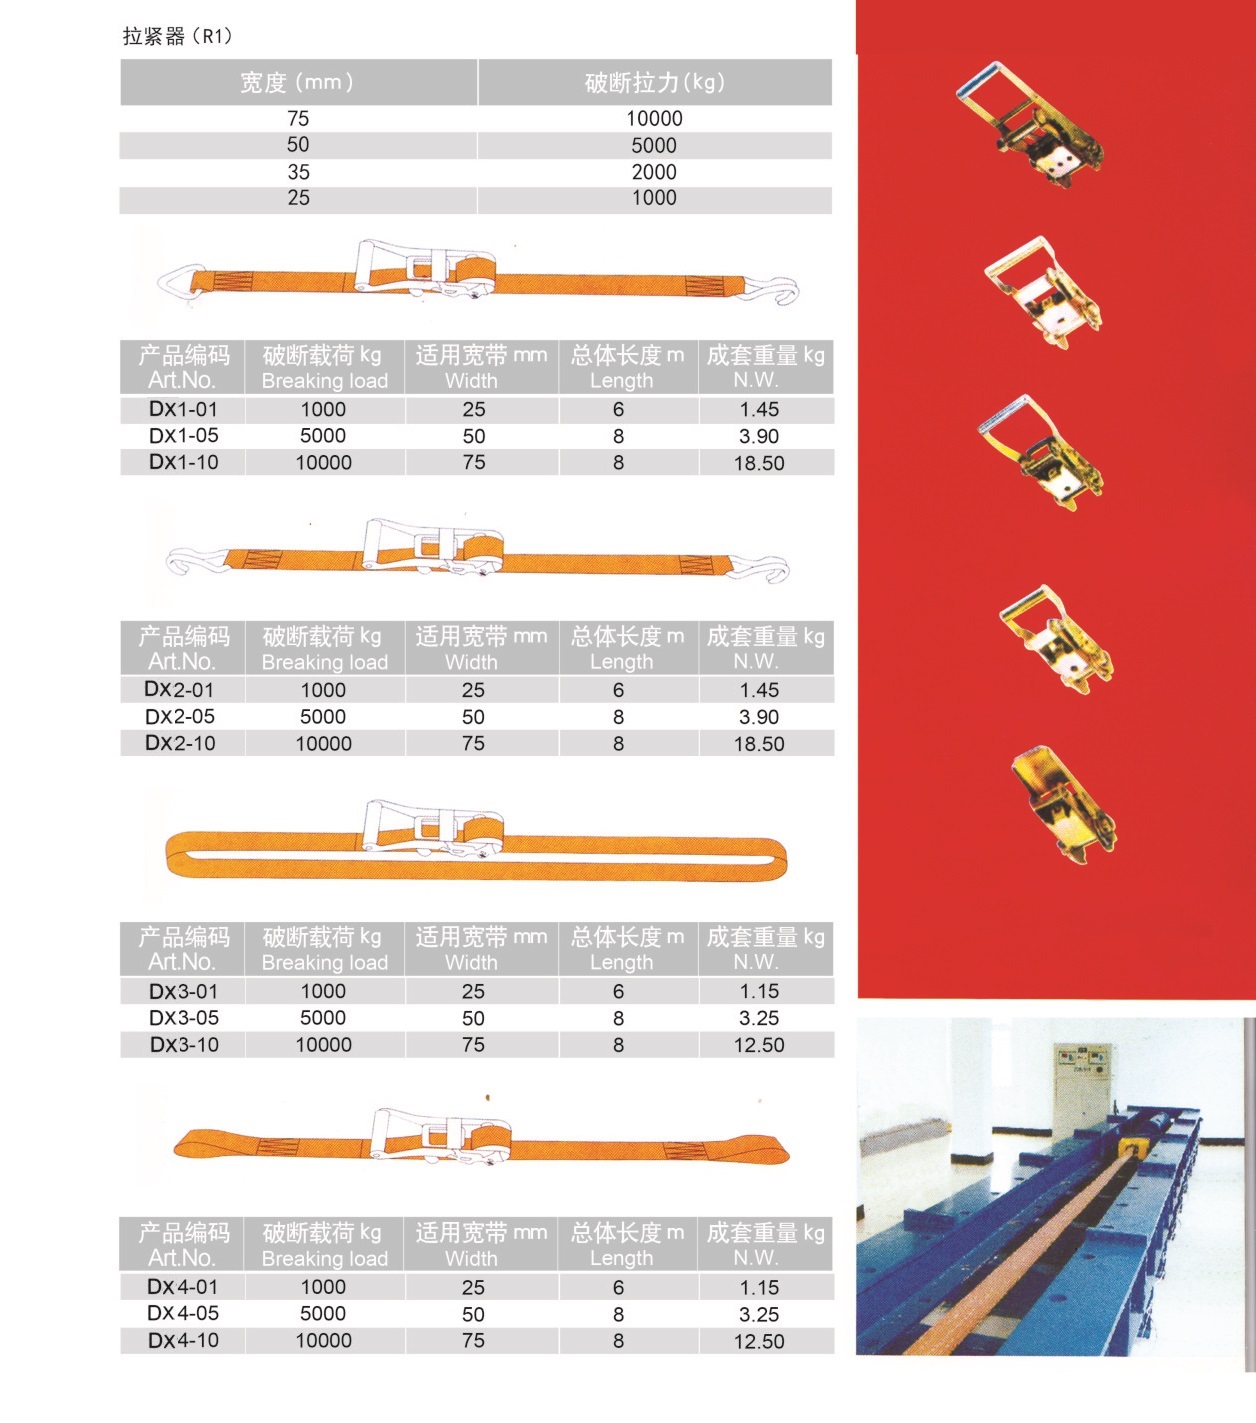 拉紧器（R1）
宽度（mm） 破断拉力（kg）
75 10000
50 5000
35 2000
25 1000
产品编码 破断载荷 kg 适用宽带 mm 总体长度 m 成套重量 kg
Art.No. Breaking load Width Length N.W.
DX1-01 1000 25 6 1.45
DX1-05 5000 50 8 3.90
DX1-10 10000 75 8 18.50
产品编码 破断载荷 kg 适用宽带 mm 总体长度 m 成套重量 kg
Art.No. Breaking load Width Length N.W.
DX2-01 1000 25 6 1.45
DX2-05 5000 50 8 3.90
DX2-10 10000 75 8 18.50
产品编码 破断载荷 kg 适用宽带 mm 总体长度 m 成套重量 kg
Art.No. Breaking load Width Length N.W.
DX3-01 1000 25 6 1.15
DX3-05 5000 50 8 3.25
DX3-10 10000 75 8 12.50
产品编码 破断载荷 kg 适用宽带 mm 总体长度 m 成套重量 kg
Art.No. Breaking load Width Length N.W.
DX4-01 1000 25 6 1.15
DX4-05 5000 50 8 3.25
DX4-10 10000 75 8 12.50